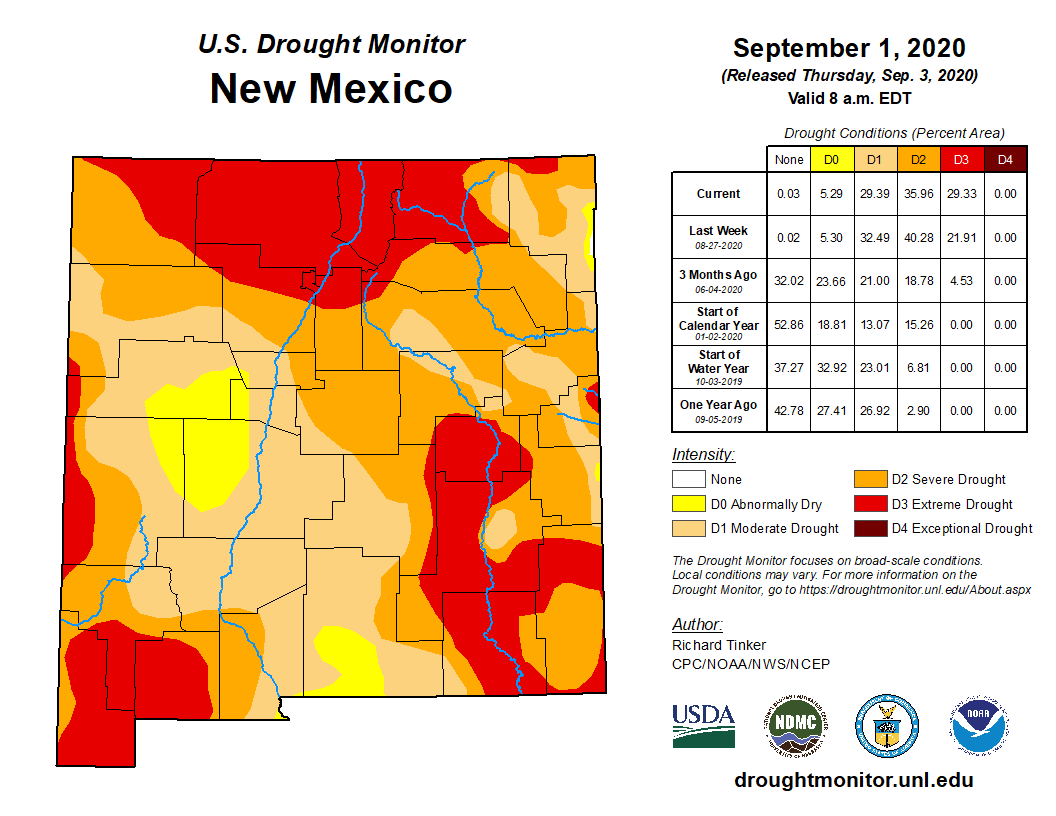 U.S. Drought Monitor
New Mexico
September 1, 2020
(Released Thursday, Sep. 3, 2020)
Valid 8 a.m. EDT
Drought Conditions (Percent Area)
None D0 D1 D2 D3 D4
Current 0.03 5.29 29.39 35.96 29.33 0.00
Last Week 0.02 5.30 32.49 40.28 21.91 0.00
08-27-2020
3 Months Ago 32.02 23.66 21.00 18.78 4.53 0.00
06-04-2020
Start of
Calendar Year 52.86 18.81 13.07 15.26 0.00 0.00
01-02-2020
Start of
Water Year 37.27 32.92 23.01 6.81 0.00 0.00
10-03-2019
One Year Ago 42.78 27.41 26.92 2.90 0.00 0.00
09-05-2019
Intensity:
None
D0 Abnormally Dry
D1 Moderate Drought
D2 Severe Drought
D3 Extreme Drought
D4 Exceptional Drought
The Drought Monitor focuses on broad-scale conditions.
Local conditions may vary. For more information on the
Drought Monitor, go to https://droughtmonitor.unl.edu/About.aspx
Author:
Richard Tinker
CPC/NOAA/NWS/NCEP
USDA
NDMC
NOAA
droughtmonitor.unl.edu